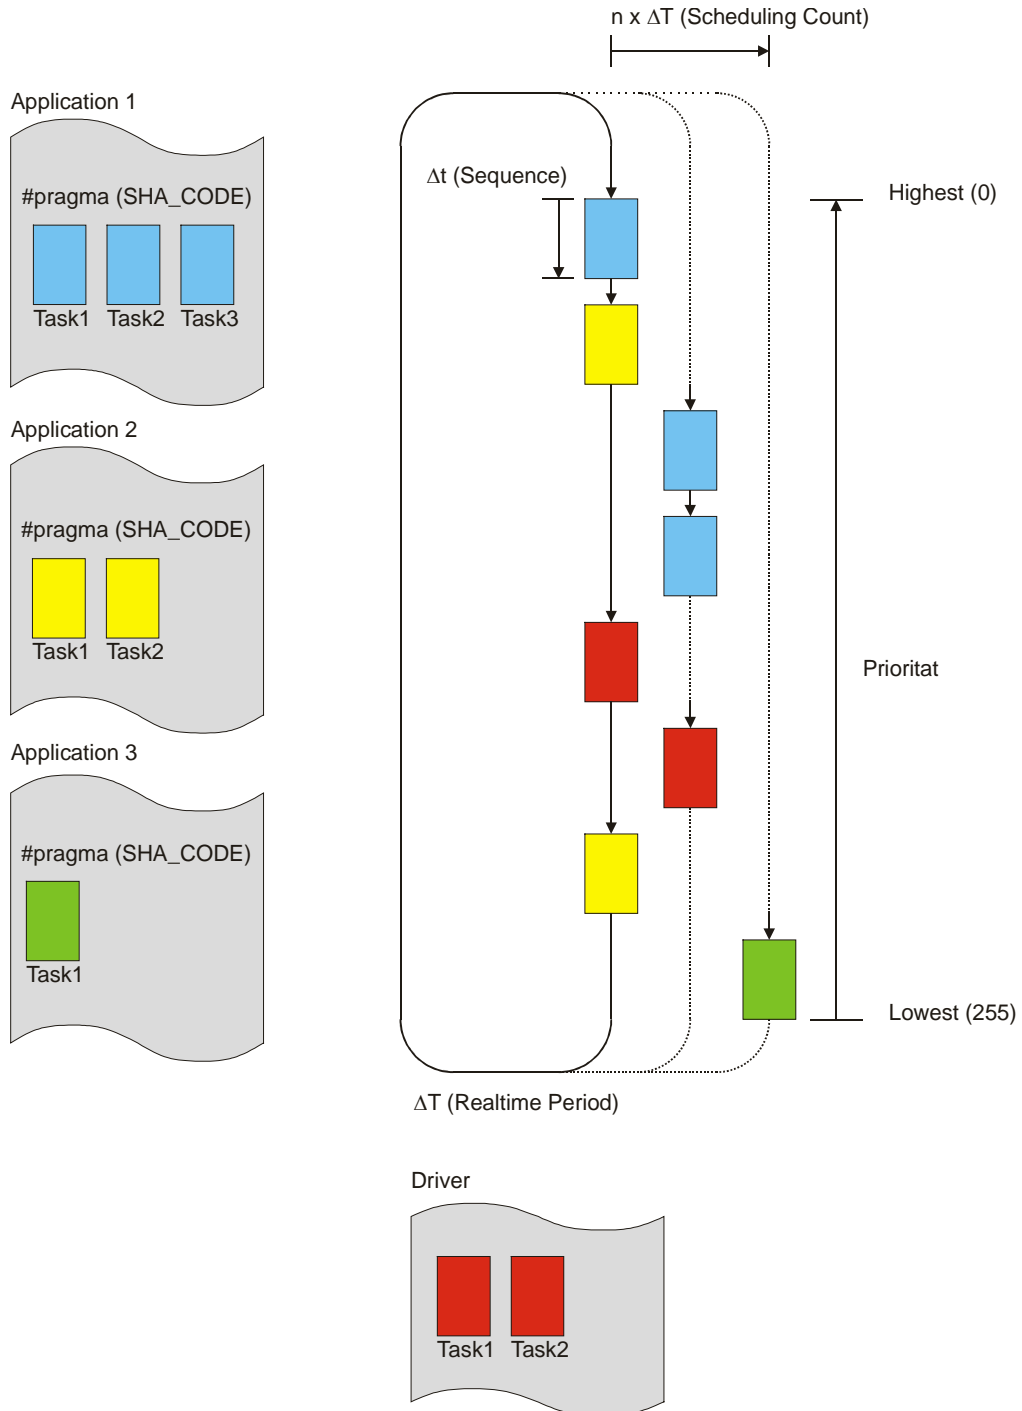 n x ΔT (Scheduling Count)
Application 1
#pragma (SHA_CODE)
Task1 Task2 Task3
Δt (Sequence)
Highest (0)
Application 2
#pragma (SHA_CODE)
Task1 Task2
Prioritat
Application 3
#pragma (SHA_CODE)
Task1
Lowest (255)
ΔT (Realtime Period)
Driver
Task1 Task2